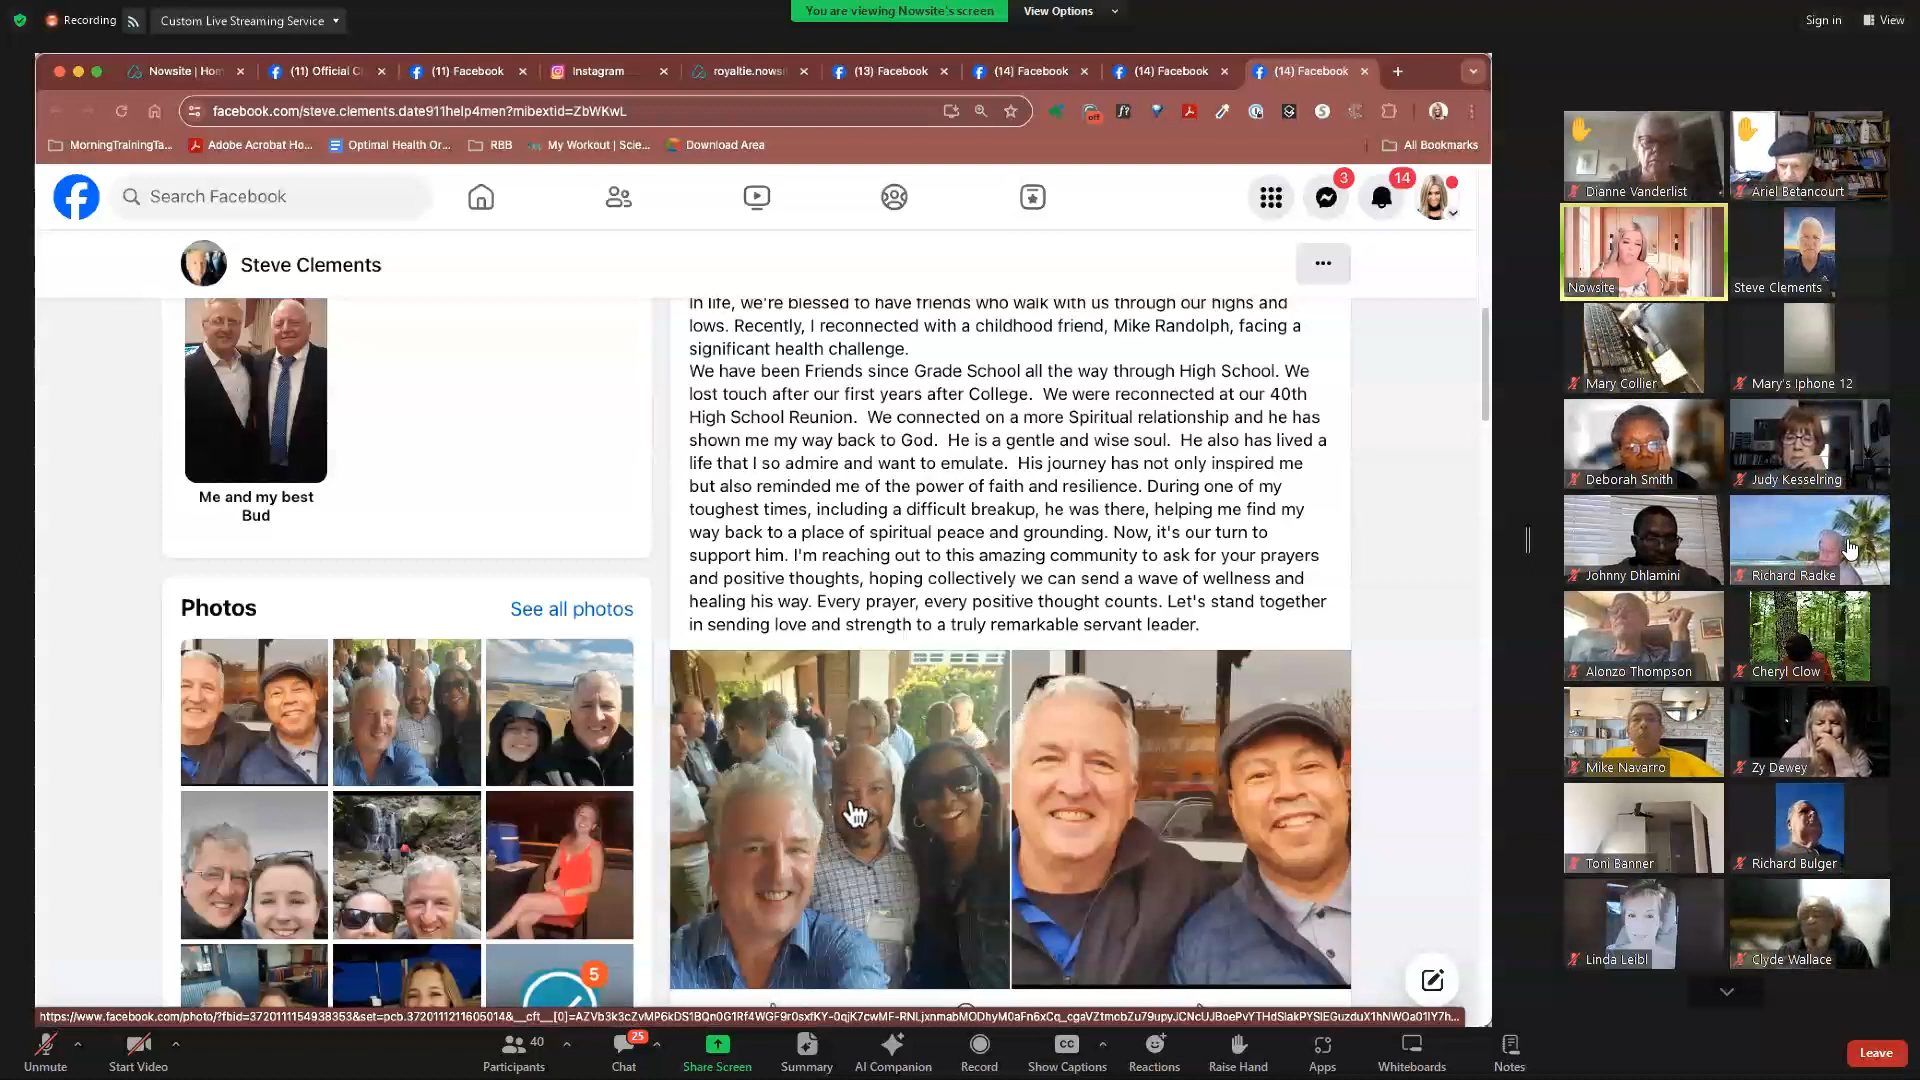 Recording
Custom Live Streaming Service
You are viewing Nowsite's screen
View Options
Sign in
View
Nowsite | Hom
(11) Official C
(11) Facebook
Instagram
royaltie.nowsi
(13) Facebook
(14) Facebook
(14) Facebook
(14) Facebook
facebook.com/steve.clements.date911help4men?mibextid=ZbWKwL
off
f?
MorningTrainingTa...
Adobe Acrobat Ho...
Optimal Health Or...
RBB
My Workout | Scie...
Download Area
All Bookmarks
Search Facebook
3
14
Steve Clements
In life, we're blessed to have friends who walk with us through our highs and
lows. Recently, I reconnected with a childhood friend, Mike Randolph, facing a
significant health challenge.
We have been Friends since Grade School all the way through High School. We
lost touch after our first years after College. We were reconnected at our 40th
High School Reunion. We connected on a more Spiritual relationship and he has
shown me my way back to God. He is a gentle and wise soul. He also has lived a
life that I so admire and want to emulate. His journey has not only inspired me
but also reminded me of the power of faith and resilience. During one of my
toughest times, including a difficult breakup, he was there, helping me find my
way back to a place of spiritual peace and grounding. Now, it's our turn to
support him. I'm reaching out to this amazing community to ask for your prayers
and positive thoughts, hoping collectively we can send a wave of wellness and
healing his way. Every prayer, every positive thought counts. Let's stand together
in sending love and strength to a truly remarkable servant leader.
Me and my best
Bud
Photos
See all photos
5
Dianne Vanderlist
Ariel Betancourt
Nowsite
Steve Clements
Mary Collier
Mary's Iphone 12
Deborah Smith
Judy Kesselring
Johnny Dhlamini
Richard Radke
Alonzo Thompson
Cheryl Clow
Mike Navarro
Zy Dewey
Toni Banner
Richard Bulger
Linda Leibl
Clyde Wallace
Unmute
Start Video
Participants
40
Chat
25
Share Screen
Summary
AI Companion
Record
CC
Show Captions
Reactions
Raise Hand
Apps
Whiteboards
Notes
Leave